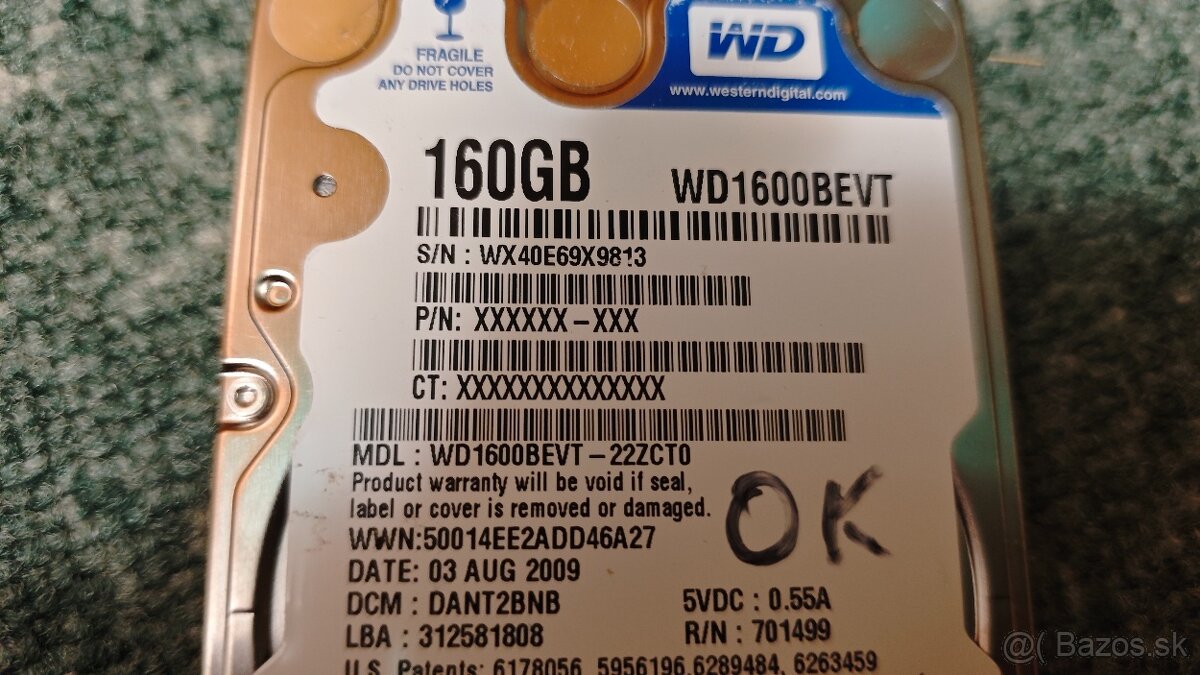 FRAGILE
DO NOT COVER
ANY DRIVE HOLES
WD
www.westerndigital.com
160GB WD1600BEVT
S/N : WX40E69X9813
P/N: XXXXXX-XXX
CT: XXXXXXXXXXXXXX
MDL : WD1600BEVT-22ZCT0
Product warranty will be void if seal,
label or cover is removed or damaged.
OK
WWN:50014EE2ADD46A27
DATE: 03 AUG 2009
DCM : DANT2BNB 5VDC : 0.55A
LBA : 312581808 R/N : 701499
U.S. Patents: 6178056, 5956196,6289484, 6263459
@( Bazos.sk